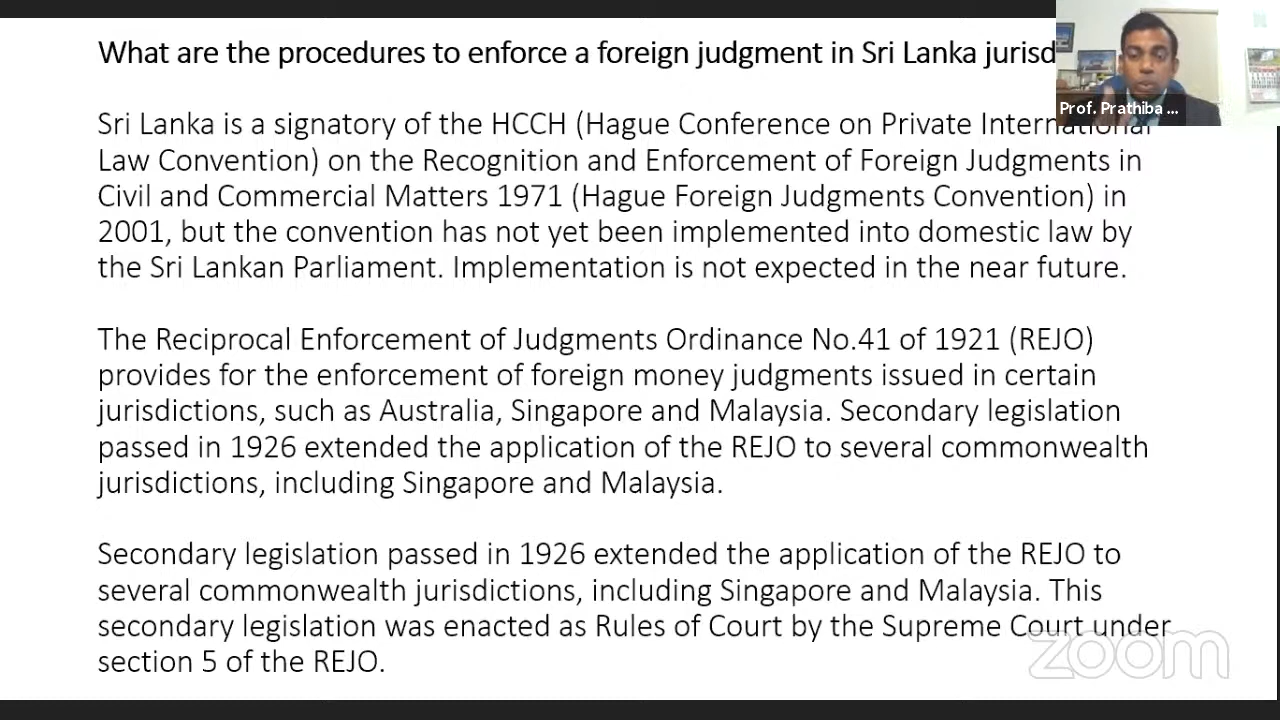 What are the procedures to enforce a foreign judgment in Sri Lanka jurisd
Prof. Prathiba ...
Sri Lanka is a signatory of the HCCH (Hague Conference on Private International
Law Convention) on the Recognition and Enforcement of Foreign Judgments in
Civil and Commercial Matters 1971 (Hague Foreign Judgments Convention) in
2001, but the convention has not yet been implemented into domestic law by
the Sri Lankan Parliament. Implementation is not expected in the near future.
The Reciprocal Enforcement of Judgments Ordinance No.41 of 1921 (REJO)
provides for the enforcement of foreign money judgments issued in certain
jurisdictions, such as Australia, Singapore and Malaysia. Secondary legislation
passed in 1926 extended the application of the REJO to several commonwealth
jurisdictions, including Singapore and Malaysia.
Secondary legislation passed in 1926 extended the application of the REJO to
several commonwealth jurisdictions, including Singapore and Malaysia. This
secondary legislation was enacted as Rules of Court by the Supreme Court under
section 5 of the REJO.
zoom